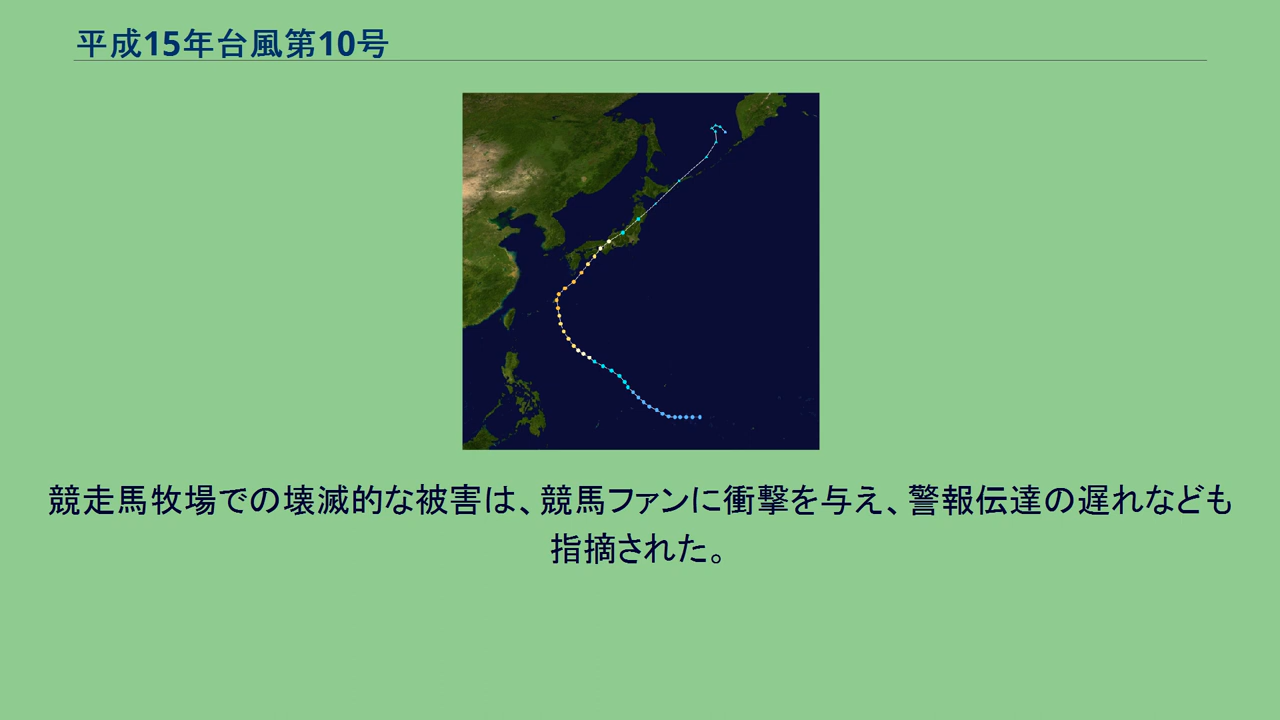 平成15年台風第10号
競走馬牧場での壊滅的な被害は、競馬ファンに衝撃を与え、警報伝達の遅れなども
指摘された。